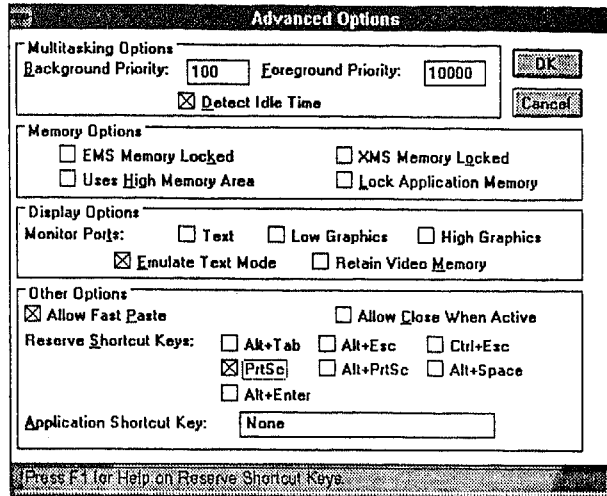 Advanced Options
Multitasking Options
Background Priority: 100 Foreground Priority: 10000
Detect Idle Time
OK
Cancel
Memory Options
EMS Memory Locked XMS Memory Locked
Uses High Memory Area Lock Application Memory
Display Options
Monitor Ports: Text Low Graphics High Graphics
Emulate Text Mode Retain Video Memory
Other Options
Allow Fast Paste Allow Close When Active
Reserve Shortcut Keys: Alt+Tab Alt+Esc Ctrl+Esc
PrtSc Alt+PrtSc Alt+Space
Alt+Enter
Application Shortcut Key: None
Press F1 for Help on Reserve Shortcut Keys.